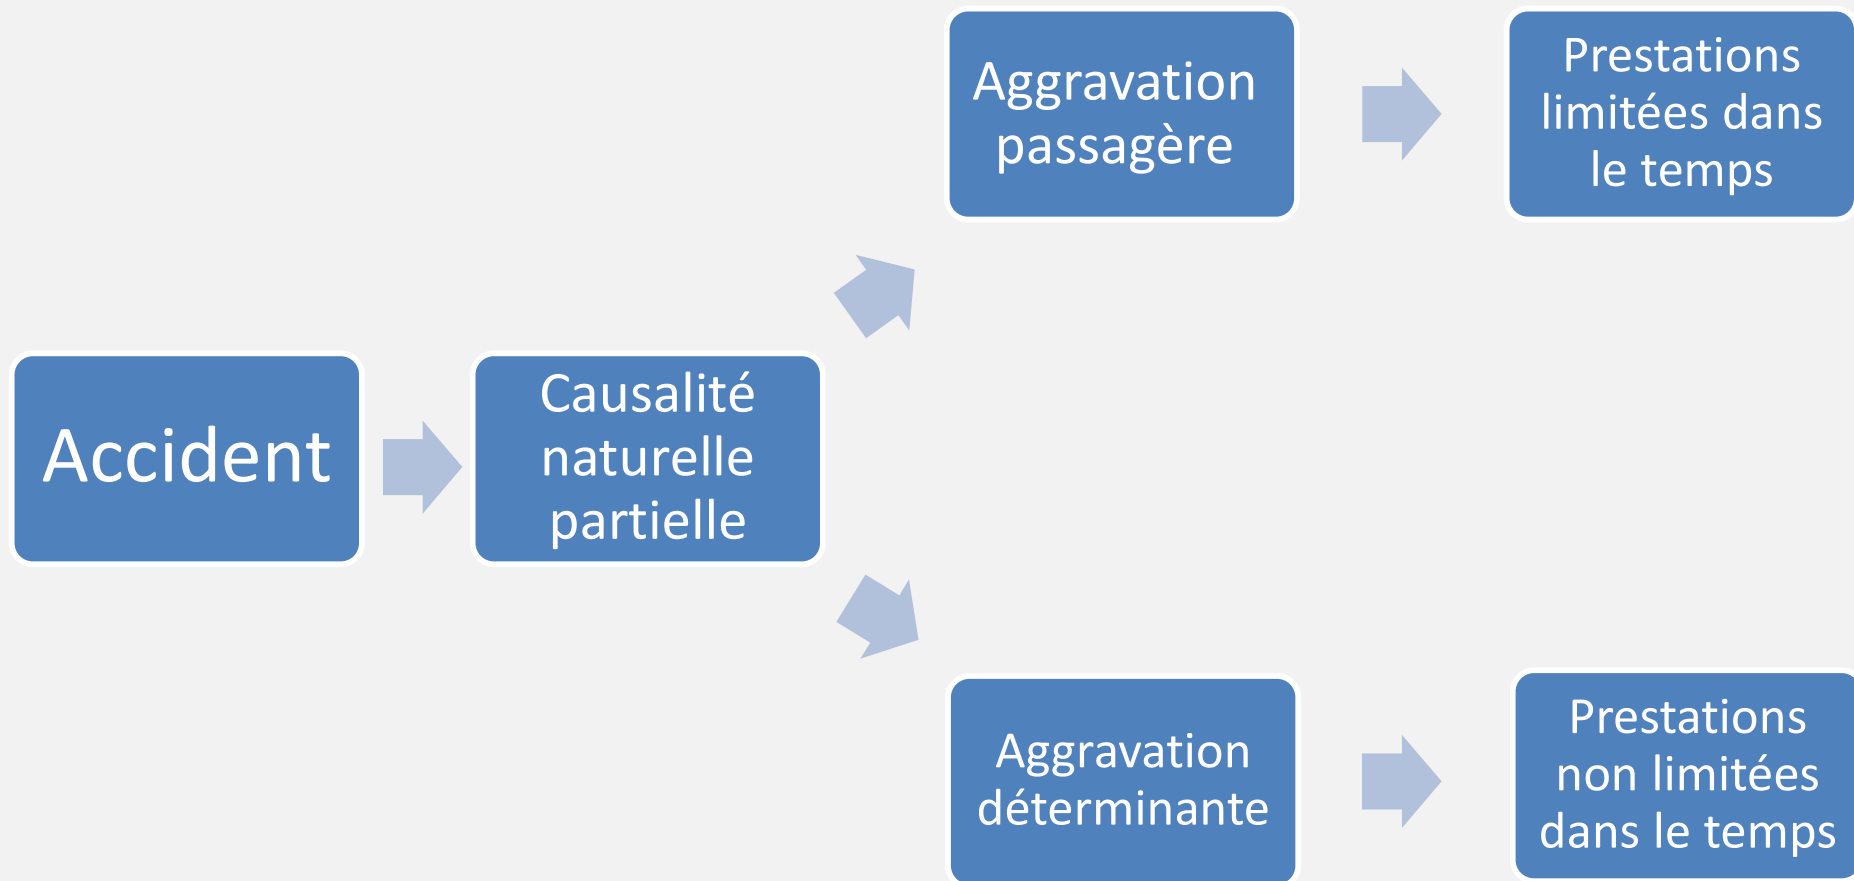 Accident
Causalité
naturelle
partielle
Aggravation
passagère
Prestations
limitées dans
le temps
Aggravation
déterminante
Prestations
non limitées
dans le temps